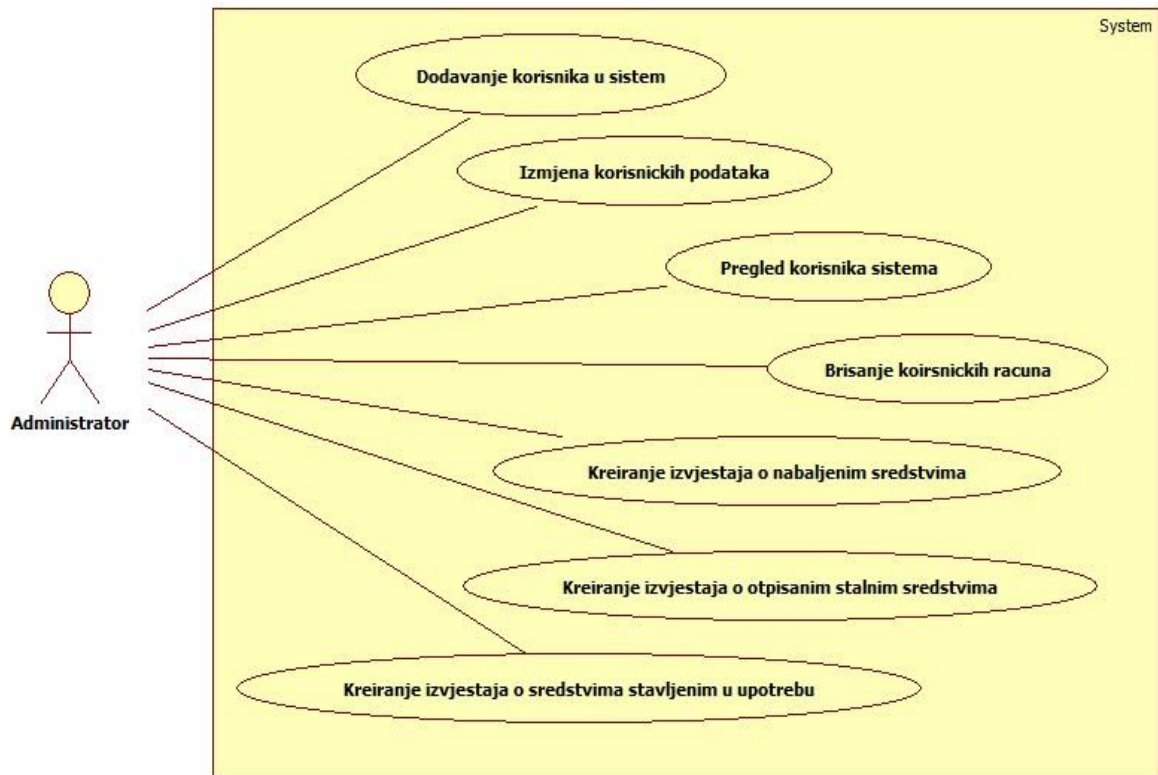 System
Dodavanje korisnika u sistem
Izmjena korisnickih podataka
Pregled korisnika sistema
Brisanje koirsnickih racuna
Administrator
Kreiranje izvjestaja o nabaljenim sredstvima
Kreiranje izvjestaja o otpisanim stalnim sredstvima
Kreiranje izvjestaja o sredstvima stavljenim u upotrebu